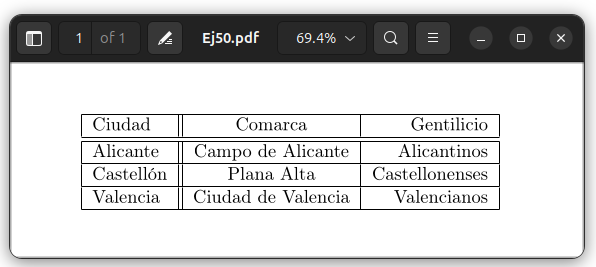 1 of 1 Ej50.pdf 69.4%
Ciudad Comarca Gentilicio
Alicante Campo de Alicante Alicantinos
Castellón Plana Alta Castellonenses
Valencia Ciudad de Valencia Valencianos